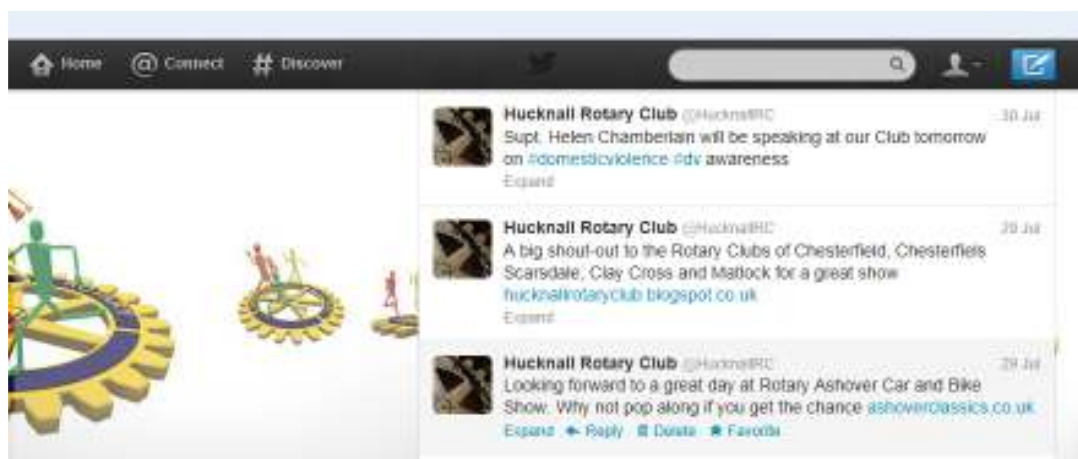 Home @ Connect # Discover
Hucknall Rotary Club @HucknallRC 30 Jul
Supt. Helen Chamberlain will be speaking at our Club tomorrow
on #domesticviolence #dv awareness
Expand
Hucknall Rotary Club @HucknallRC 29 Jul
A big shout-out to the Rotary Clubs of Chesterfield, Chesterfiels
Scarsdale, Clay Cross and Matlock for a great show
hucknallrotaryclub.blogspot.co.uk
Expand
Hucknall Rotary Club @HucknallRC 29 Jul
Looking forward to a great day at Rotary Ashover Car and Bike
Show. Why not pop along if you get the chance ashoverclassics.co.uk
Expand Reply Delete Favorite